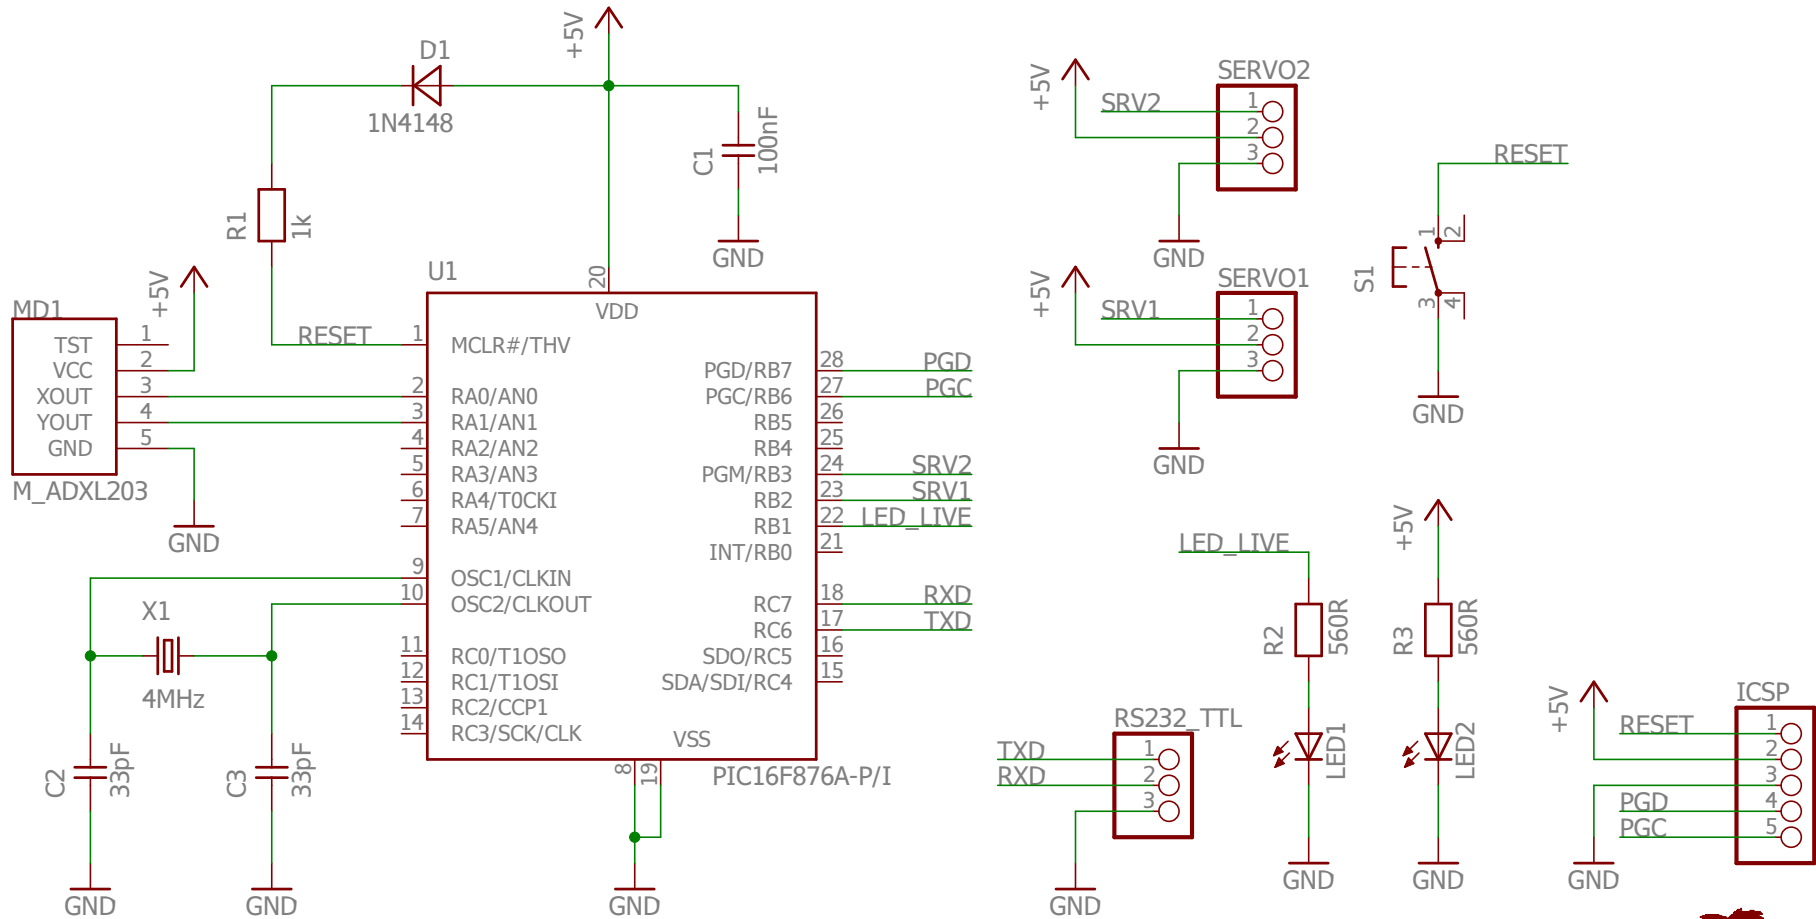 +5V
D1
1N4148
C1
100nF
GND
R1
1k
+5V
MD1
TST 1
VCC 2
XOUT 3
YOUT 4
GND 5
M_ADXL203
GND
RESET
U1
20
VDD
1 MCLR#/THV
2 RA0/AN0
3 RA1/AN1
4 RA2/AN2
5 RA3/AN3
6 RA4/T0CKI
7 RA5/AN4
9 OSC1/CLKIN
10 OSC2/CLKOUT
11 RC0/T1OSO
12 RC1/T1OSI
13 RC2/CCP1
14 RC3/SCK/CLK
PGD/RB7 28 PGD
PGC/RB6 27 PGC
RB5 26
RB4 25
PGM/RB3 24 SRV2
RB2 23 SRV1
RB1 22 LED_LIVE
INT/RB0 21
RC7 18 RXD
RC6 17 TXD
SDO/RC5 16
SDA/SDI/RC4 15
VSS
8 19
PIC16F876A-P/I
GND
X1
4MHz
C2
33pF
GND
C3
33pF
GND
SERVO2
+5V
SRV2 1
2
3
GND
SERVO1
+5V
SRV1 1
2
3
GND
RESET
1 2
S1
3 4
GND
LED_LIVE
R2
560R
LED1
GND
+5V
R3
560R
LED2
GND
RS232_TTL
TXD 1
RXD 2
3
GND
ICSP
+5V
RESET 1
2
3
PGD 4
PGC 5
GND